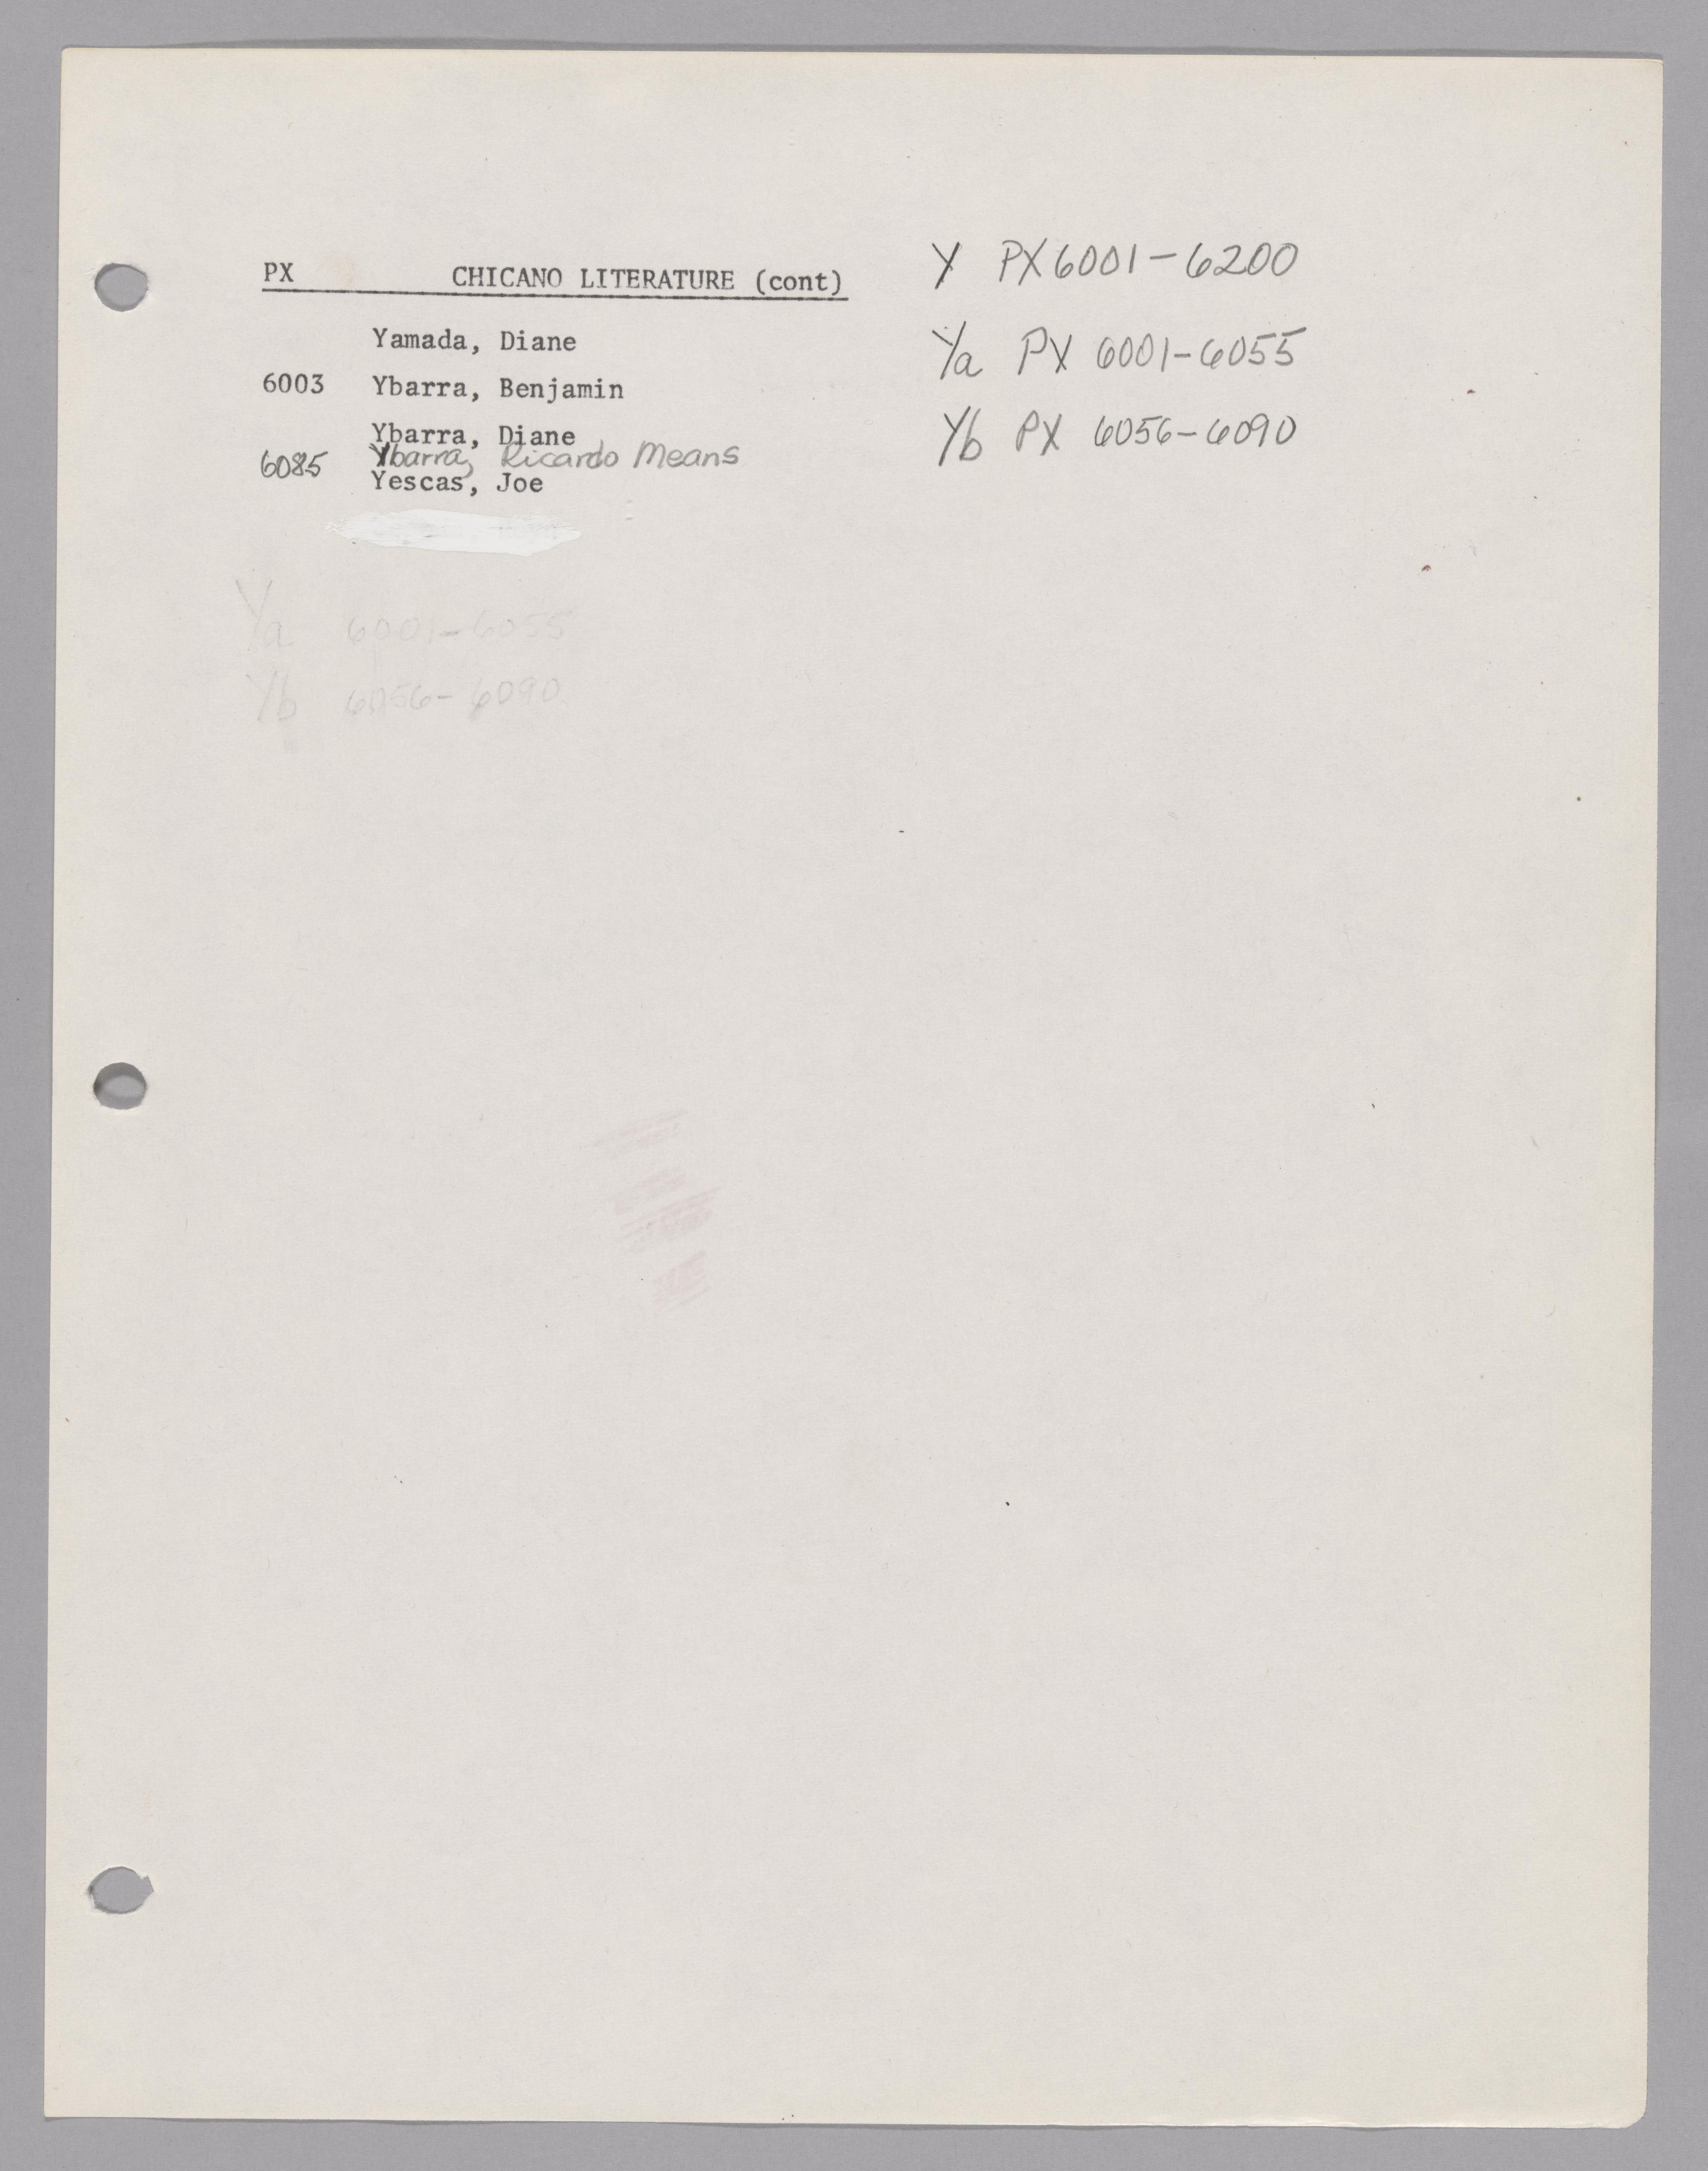 PX CHICANO LITERATURE (cont)
Yamada, Diane
6003 Ybarra, Benjamin
Ybarra, Diane
6085 Ybarra, Ricardo Means
Yescas, Joe
Y PX6001-6200
Ya PX 6001-6055
Yb PX 6056-6090
Ya 6001-6055
Yb 6056-6090